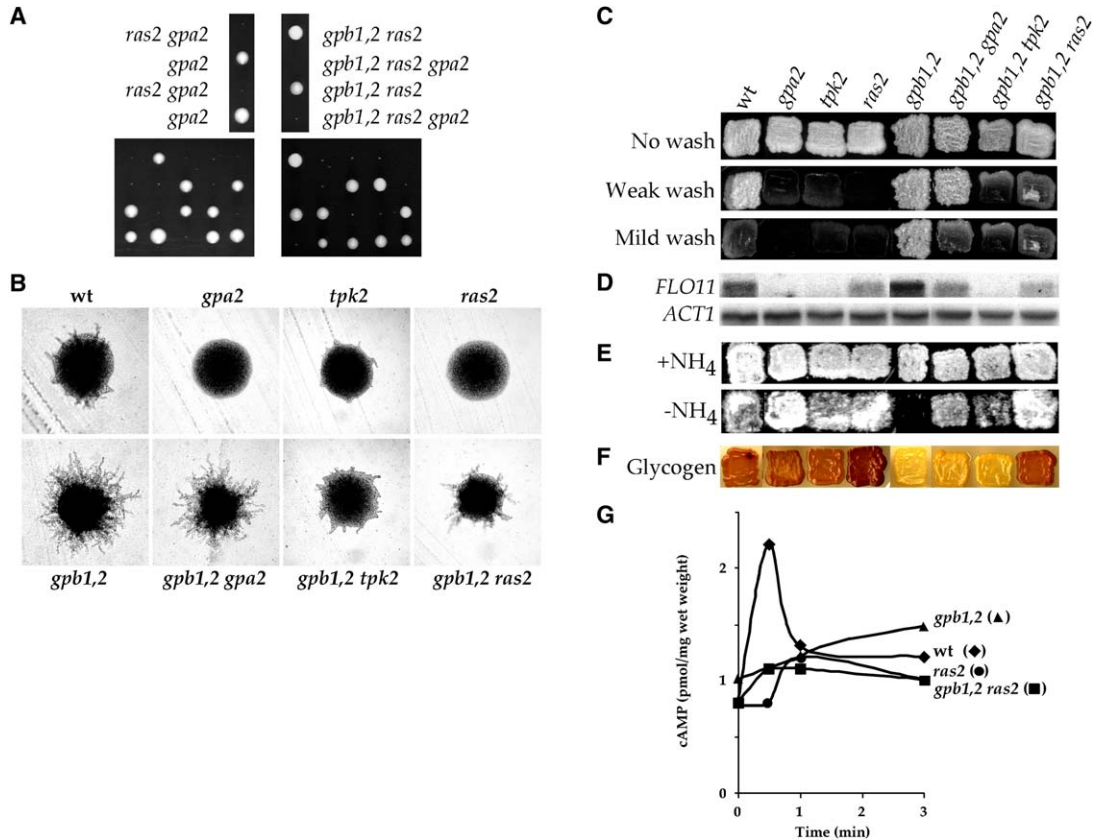 A
ras2 gpa2
gpa2
ras2 gpa2
gpa2
gpb1,2 ras2
gpb1,2 ras2 gpa2
gpb1,2 ras2
gpb1,2 ras2 gpa2
B
wt gpa2 tpk2 ras2
gpb1,2 gpb1,2 gpa2 gpb1,2 tpk2 gpb1,2 ras2
C
wt gpa2 tpk2 ras2 gpb1,2 gpb1,2 gpa2 gpb1,2 tpk2 gpb1,2 ras2
No wash
Weak wash
Mild wash
D
FLO11
ACT1
E
+NH4
-NH4
F
Glycogen
G
cAMP (pmol/mg wet weight)
2
1
0
0 1 2 3
Time (min)
gpb1,2 (▲)
wt (◆)
ras2 (●)
gpb1,2 ras2 (■)